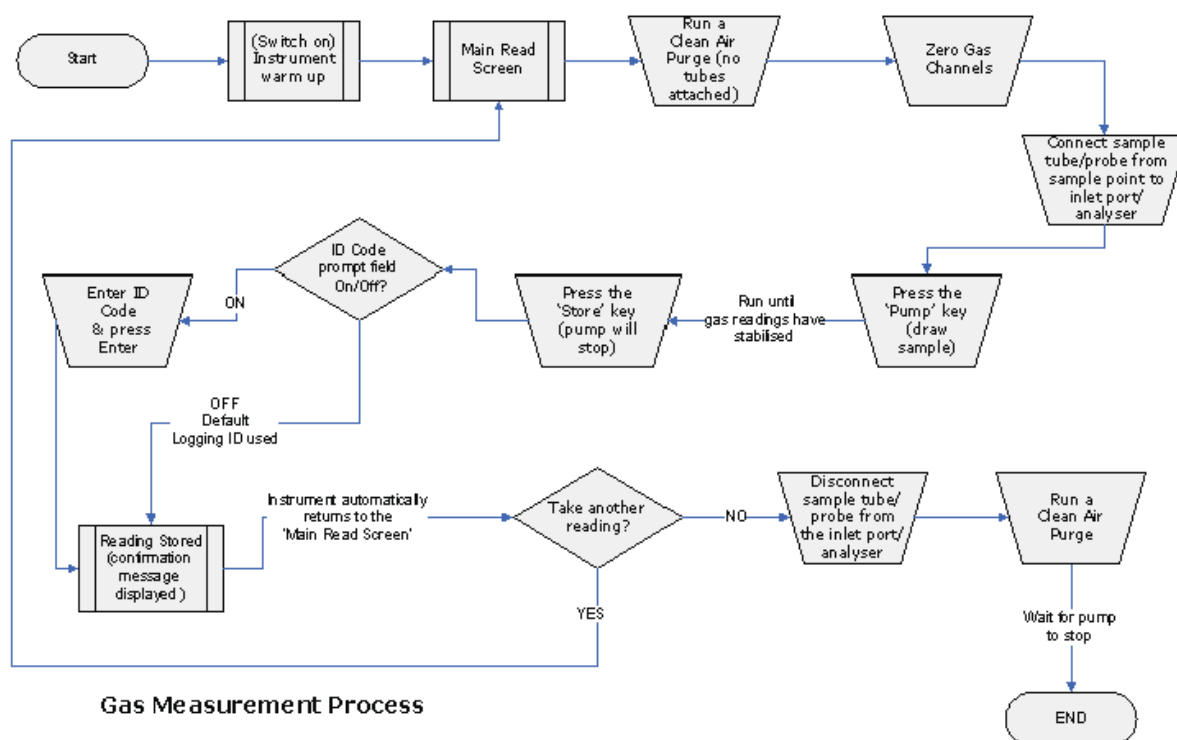 Start
(Switch on)
Instrument
warm up
Main Read
Screen
Run a
Clean Air
Purge (no
tubes
attached)
Zero Gas
Channels
Connect sample
tube/probe from
sample point to
inlet port/
analyser
Press the
'Pump' key
(draw
sample)
Run until
gas readings have
stabilised
Press the
'Store' key
(pump will
stop)
ID Code
prompt field
On/Off?
ON
Enter ID
Code
& press
Enter
OFF
Default
Logging ID used
Reading Stored
(confirmation
message
displayed)
Instrument automatically
returns to the
'Main Read Screen'
Take another
reading?
YES
NO
Disconnect
sample tube/
probe from
the inlet port/
analyser
Run a
Clean Air
Purge
Wait for pump
to stop
END
Gas Measurement Process